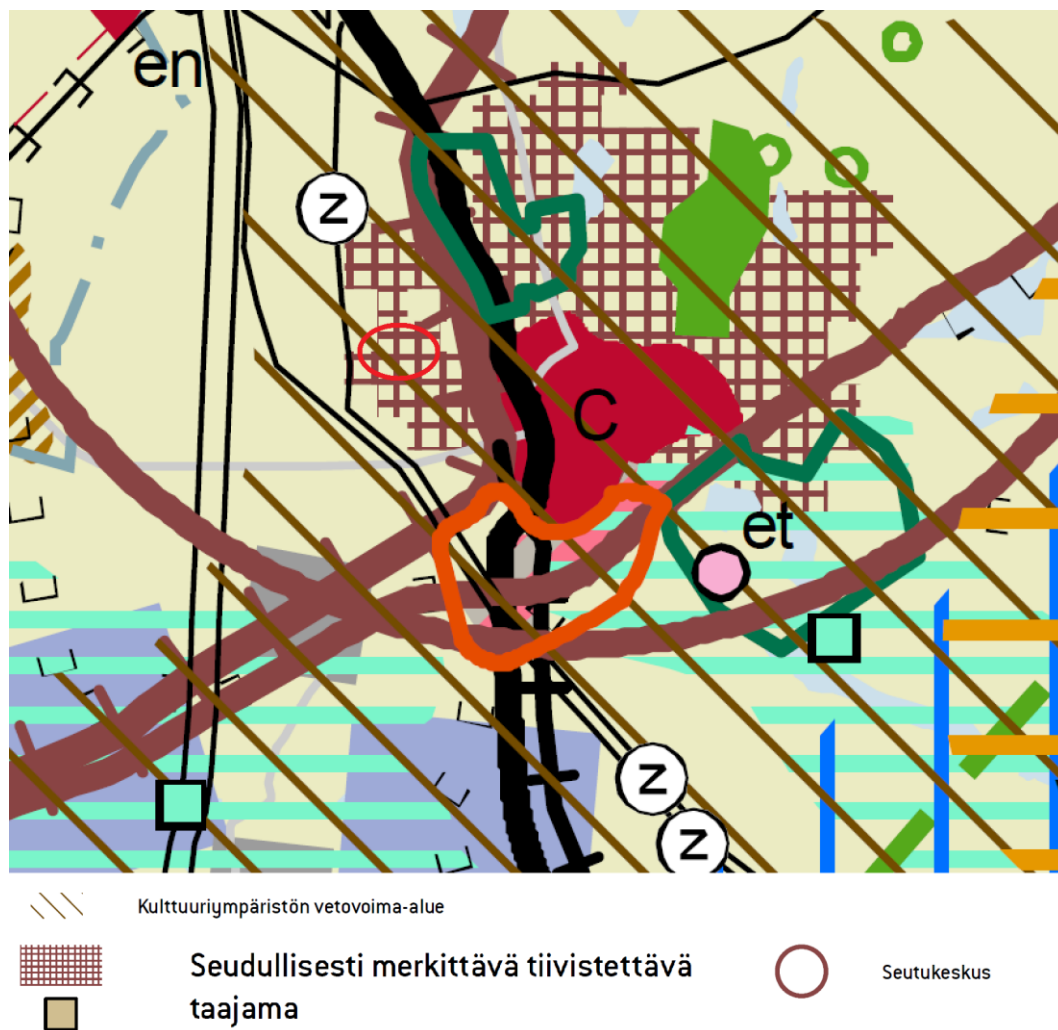 en
z
C
et
z
z
Kulttuuriympäristön vetovoima-alue
Seudullisesti merkittävä tiivistettävä
taajama
Seutukeskus